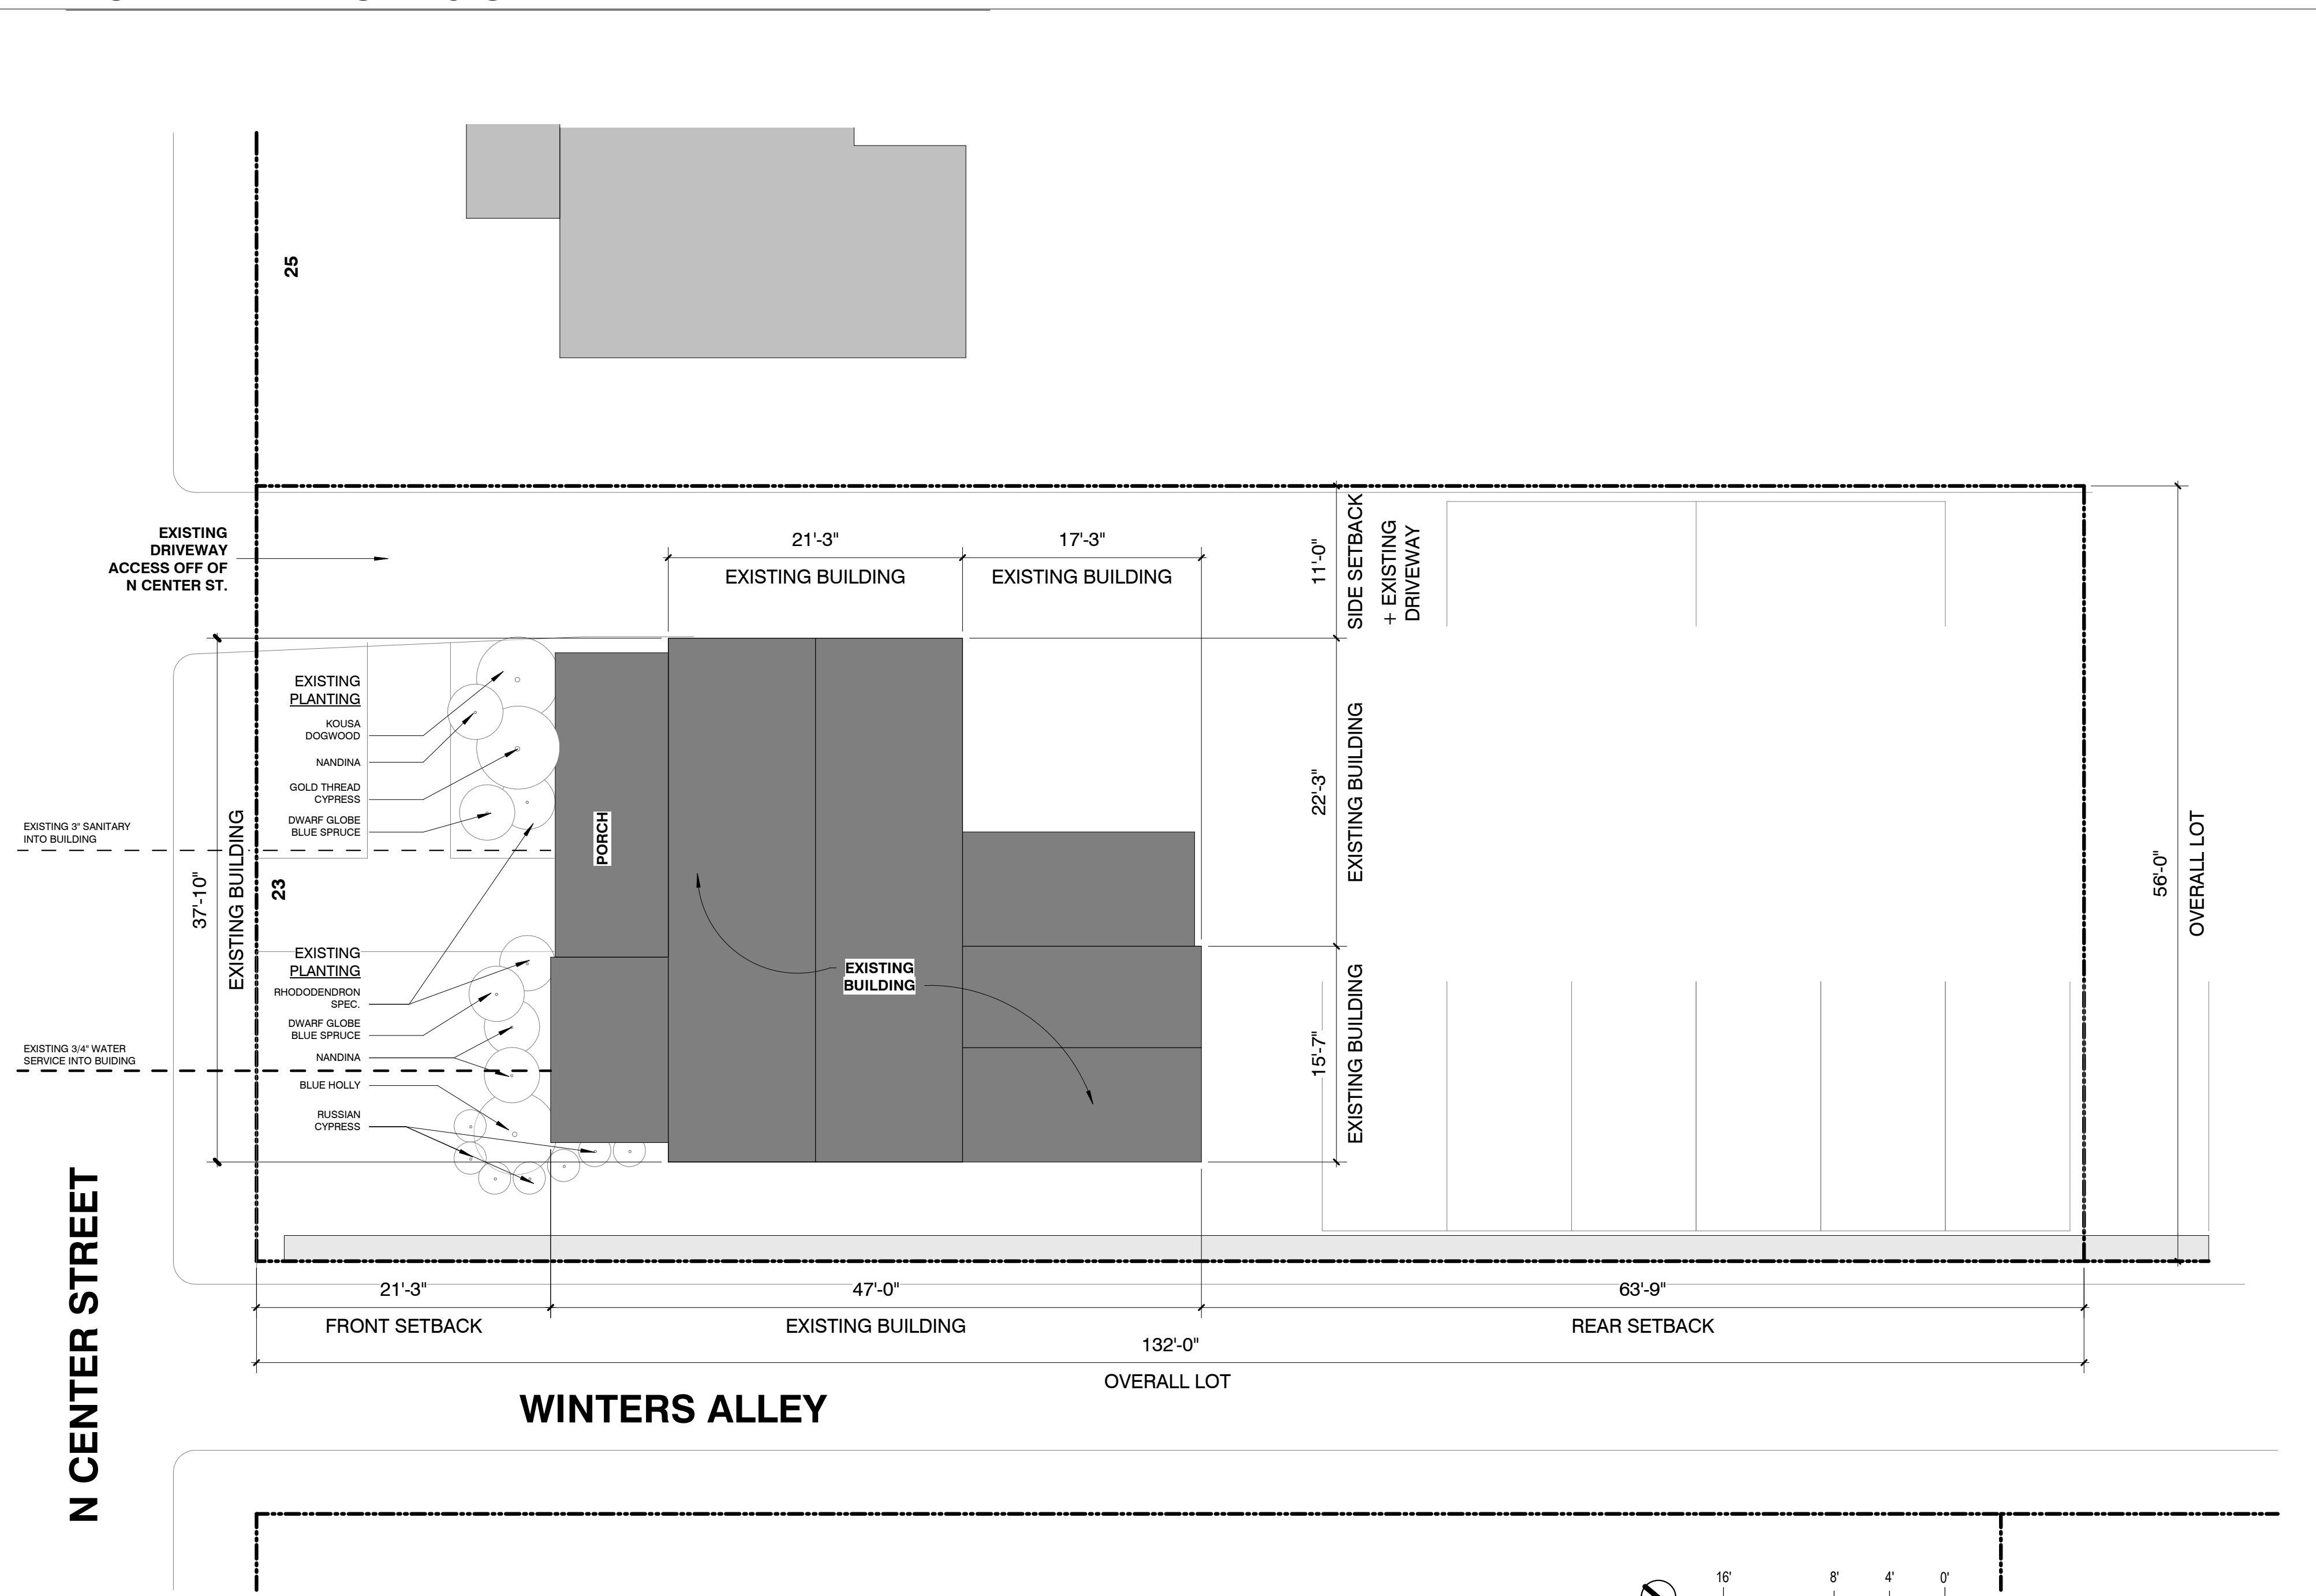 25
EXISTING
DRIVEWAY
ACCESS OFF OF
N CENTER ST.
21'-3"
EXISTING BUILDING
17'-3"
EXISTING BUILDING
11'-0"
SIDE SETBACK
+ EXISTING
DRIVEWAY
EXISTING
PLANTING
KOUSA
DOGWOOD
NANDINA
GOLD THREAD
CYPRESS
DWARF GLOBE
BLUE SPRUCE
EXISTING 3" SANITARY
INTO BUILDING
PORCH
22'-3"
EXISTING BUILDING
37'-10"
EXISTING BUILDING
23
56'-0"
OVERALL LOT
EXISTING
PLANTING
RHODODENDRON
SPEC.
DWARF GLOBE
BLUE SPRUCE
NANDINA
BLUE HOLLY
RUSSIAN
CYPRESS
EXISTING 3/4" WATER
SERVICE INTO BUIDING
EXISTING
BUILDING
15'-7"
EXISTING BUILDING
21'-3"
FRONT SETBACK
47'-0"
EXISTING BUILDING
63'-9"
REAR SETBACK
132'-0"
OVERALL LOT
N CENTER STREET
WINTERS ALLEY
16'
8'
4'
0'